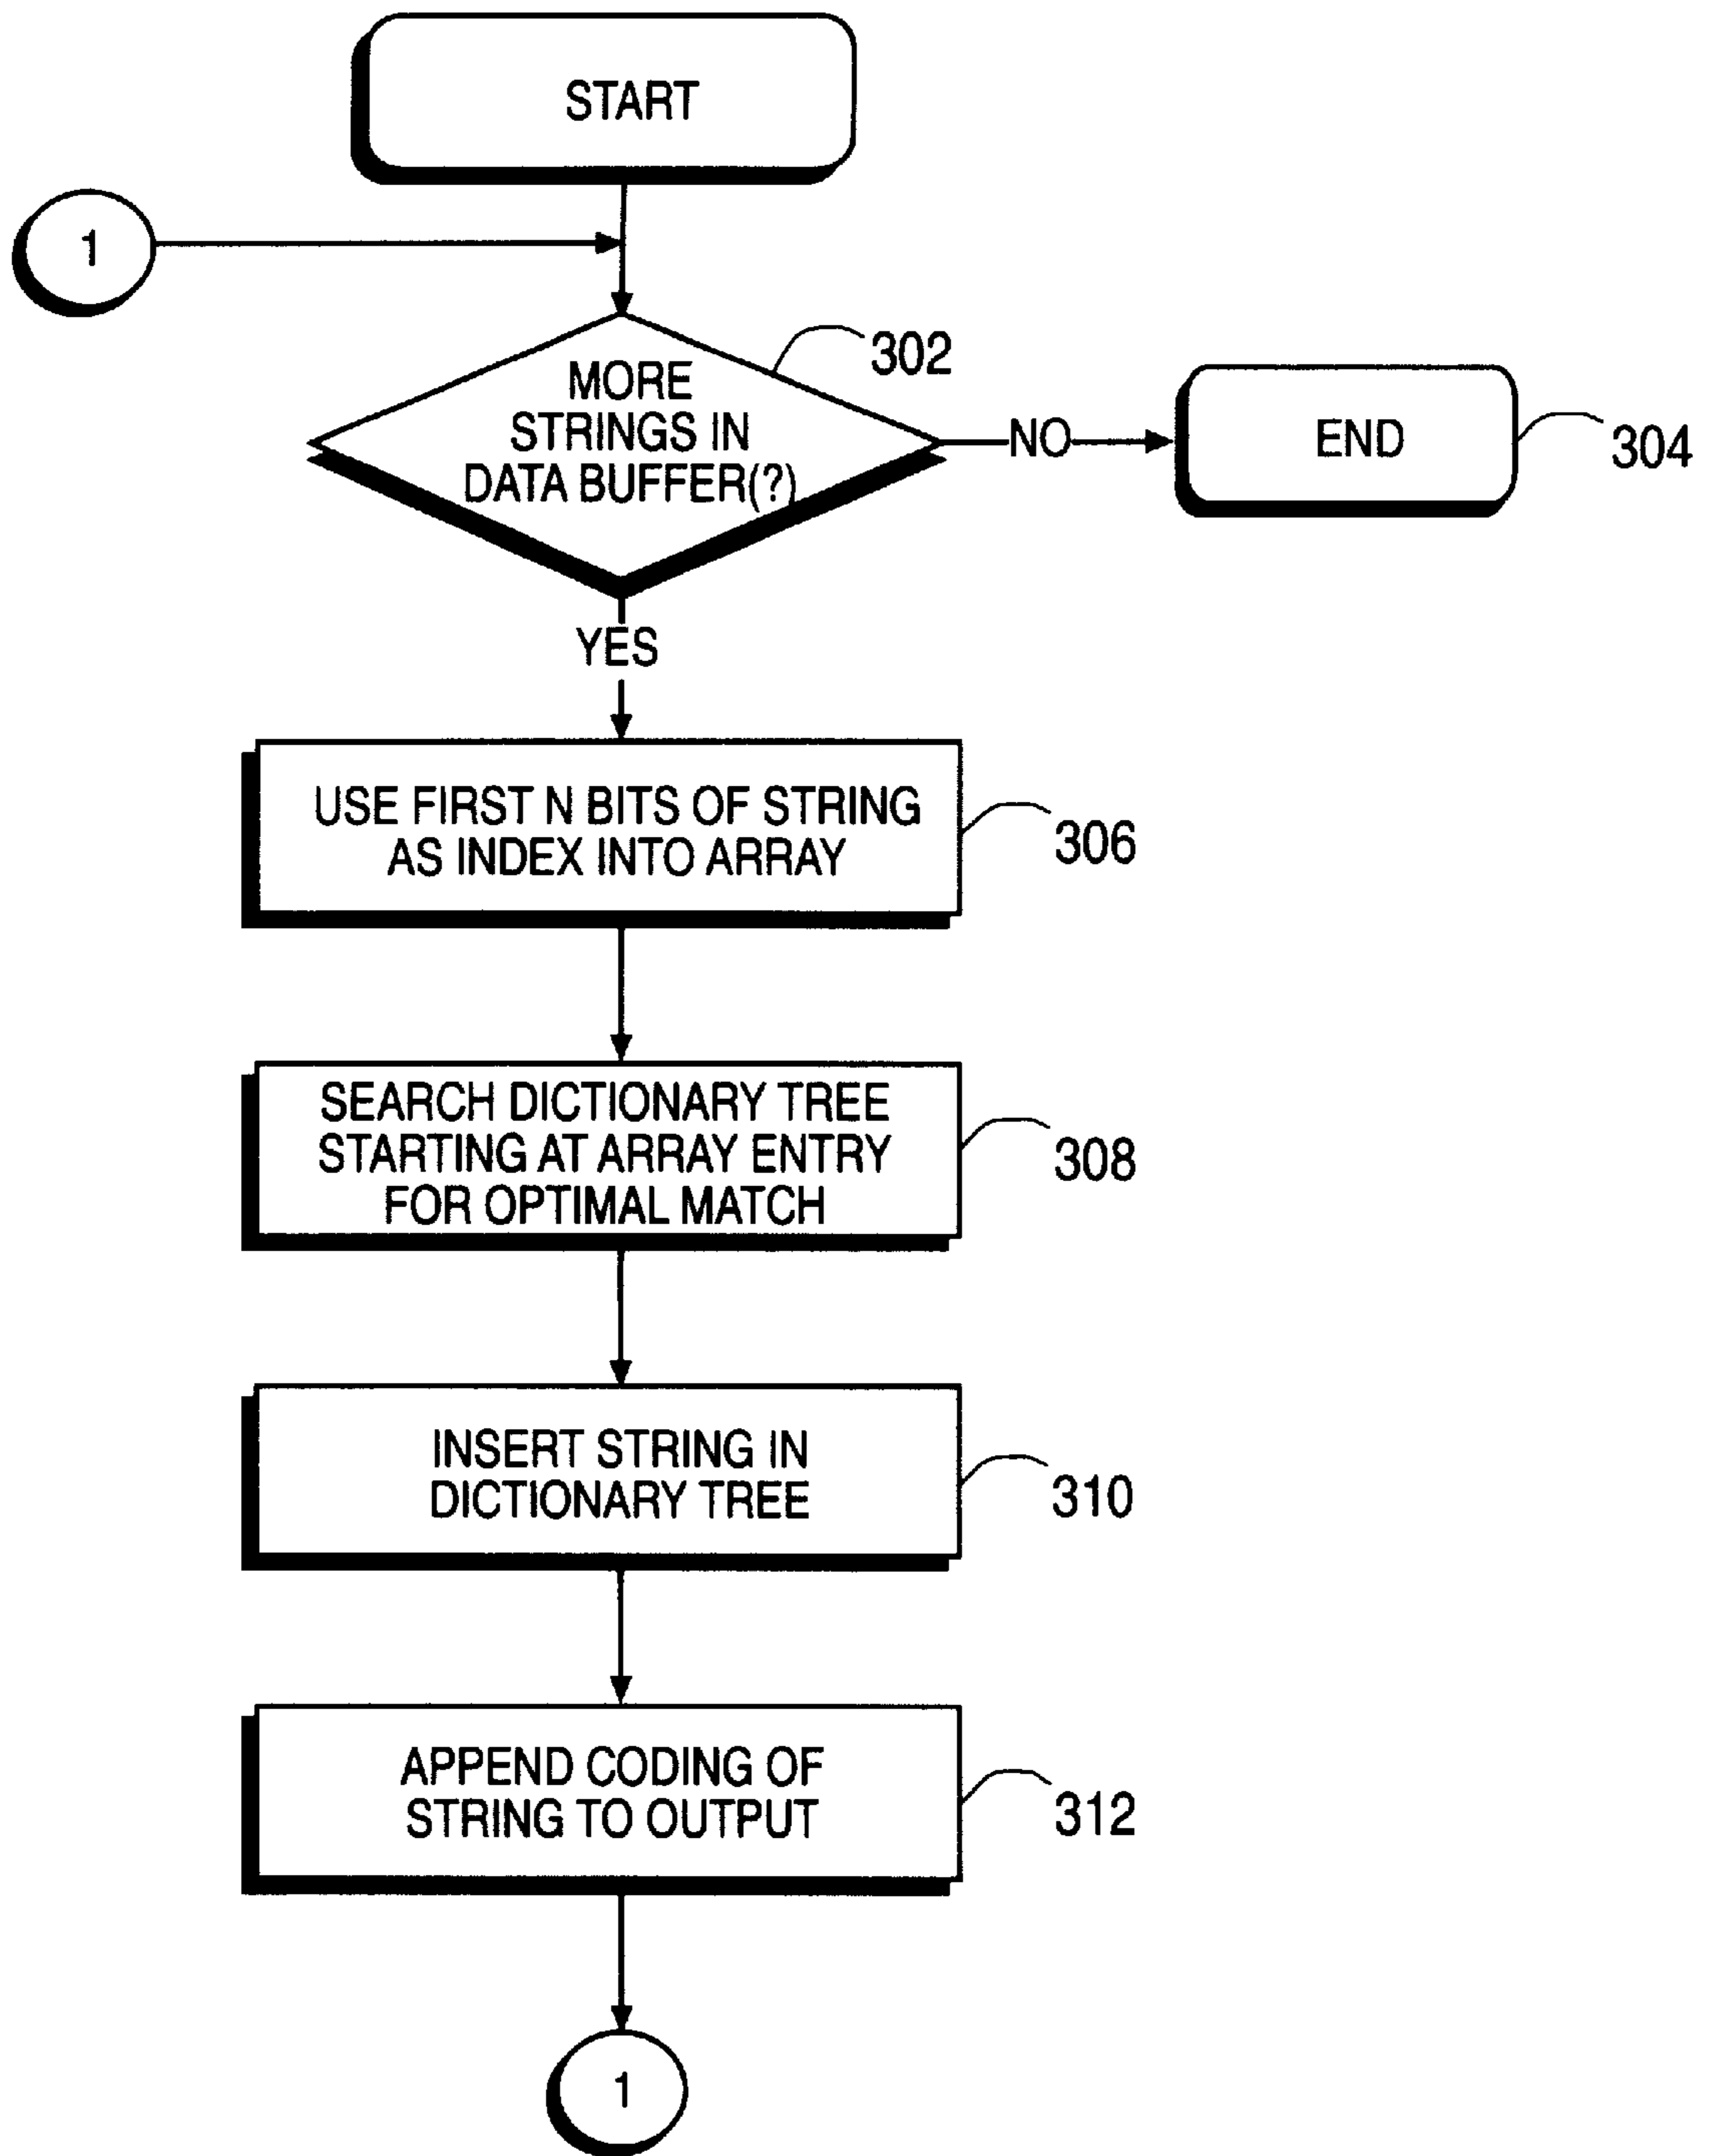 START
1
302
MORE
STRINGS IN
DATA BUFFER(?)
NO
END
304
YES
USE FIRST N BITS OF STRING
AS INDEX INTO ARRAY
306
SEARCH DICTIONARY TREE
STARTING AT ARRAY ENTRY
FOR OPTIMAL MATCH
308
INSERT STRING IN
DICTIONARY TREE
310
APPEND CODING OF
STRING TO OUTPUT
312
1